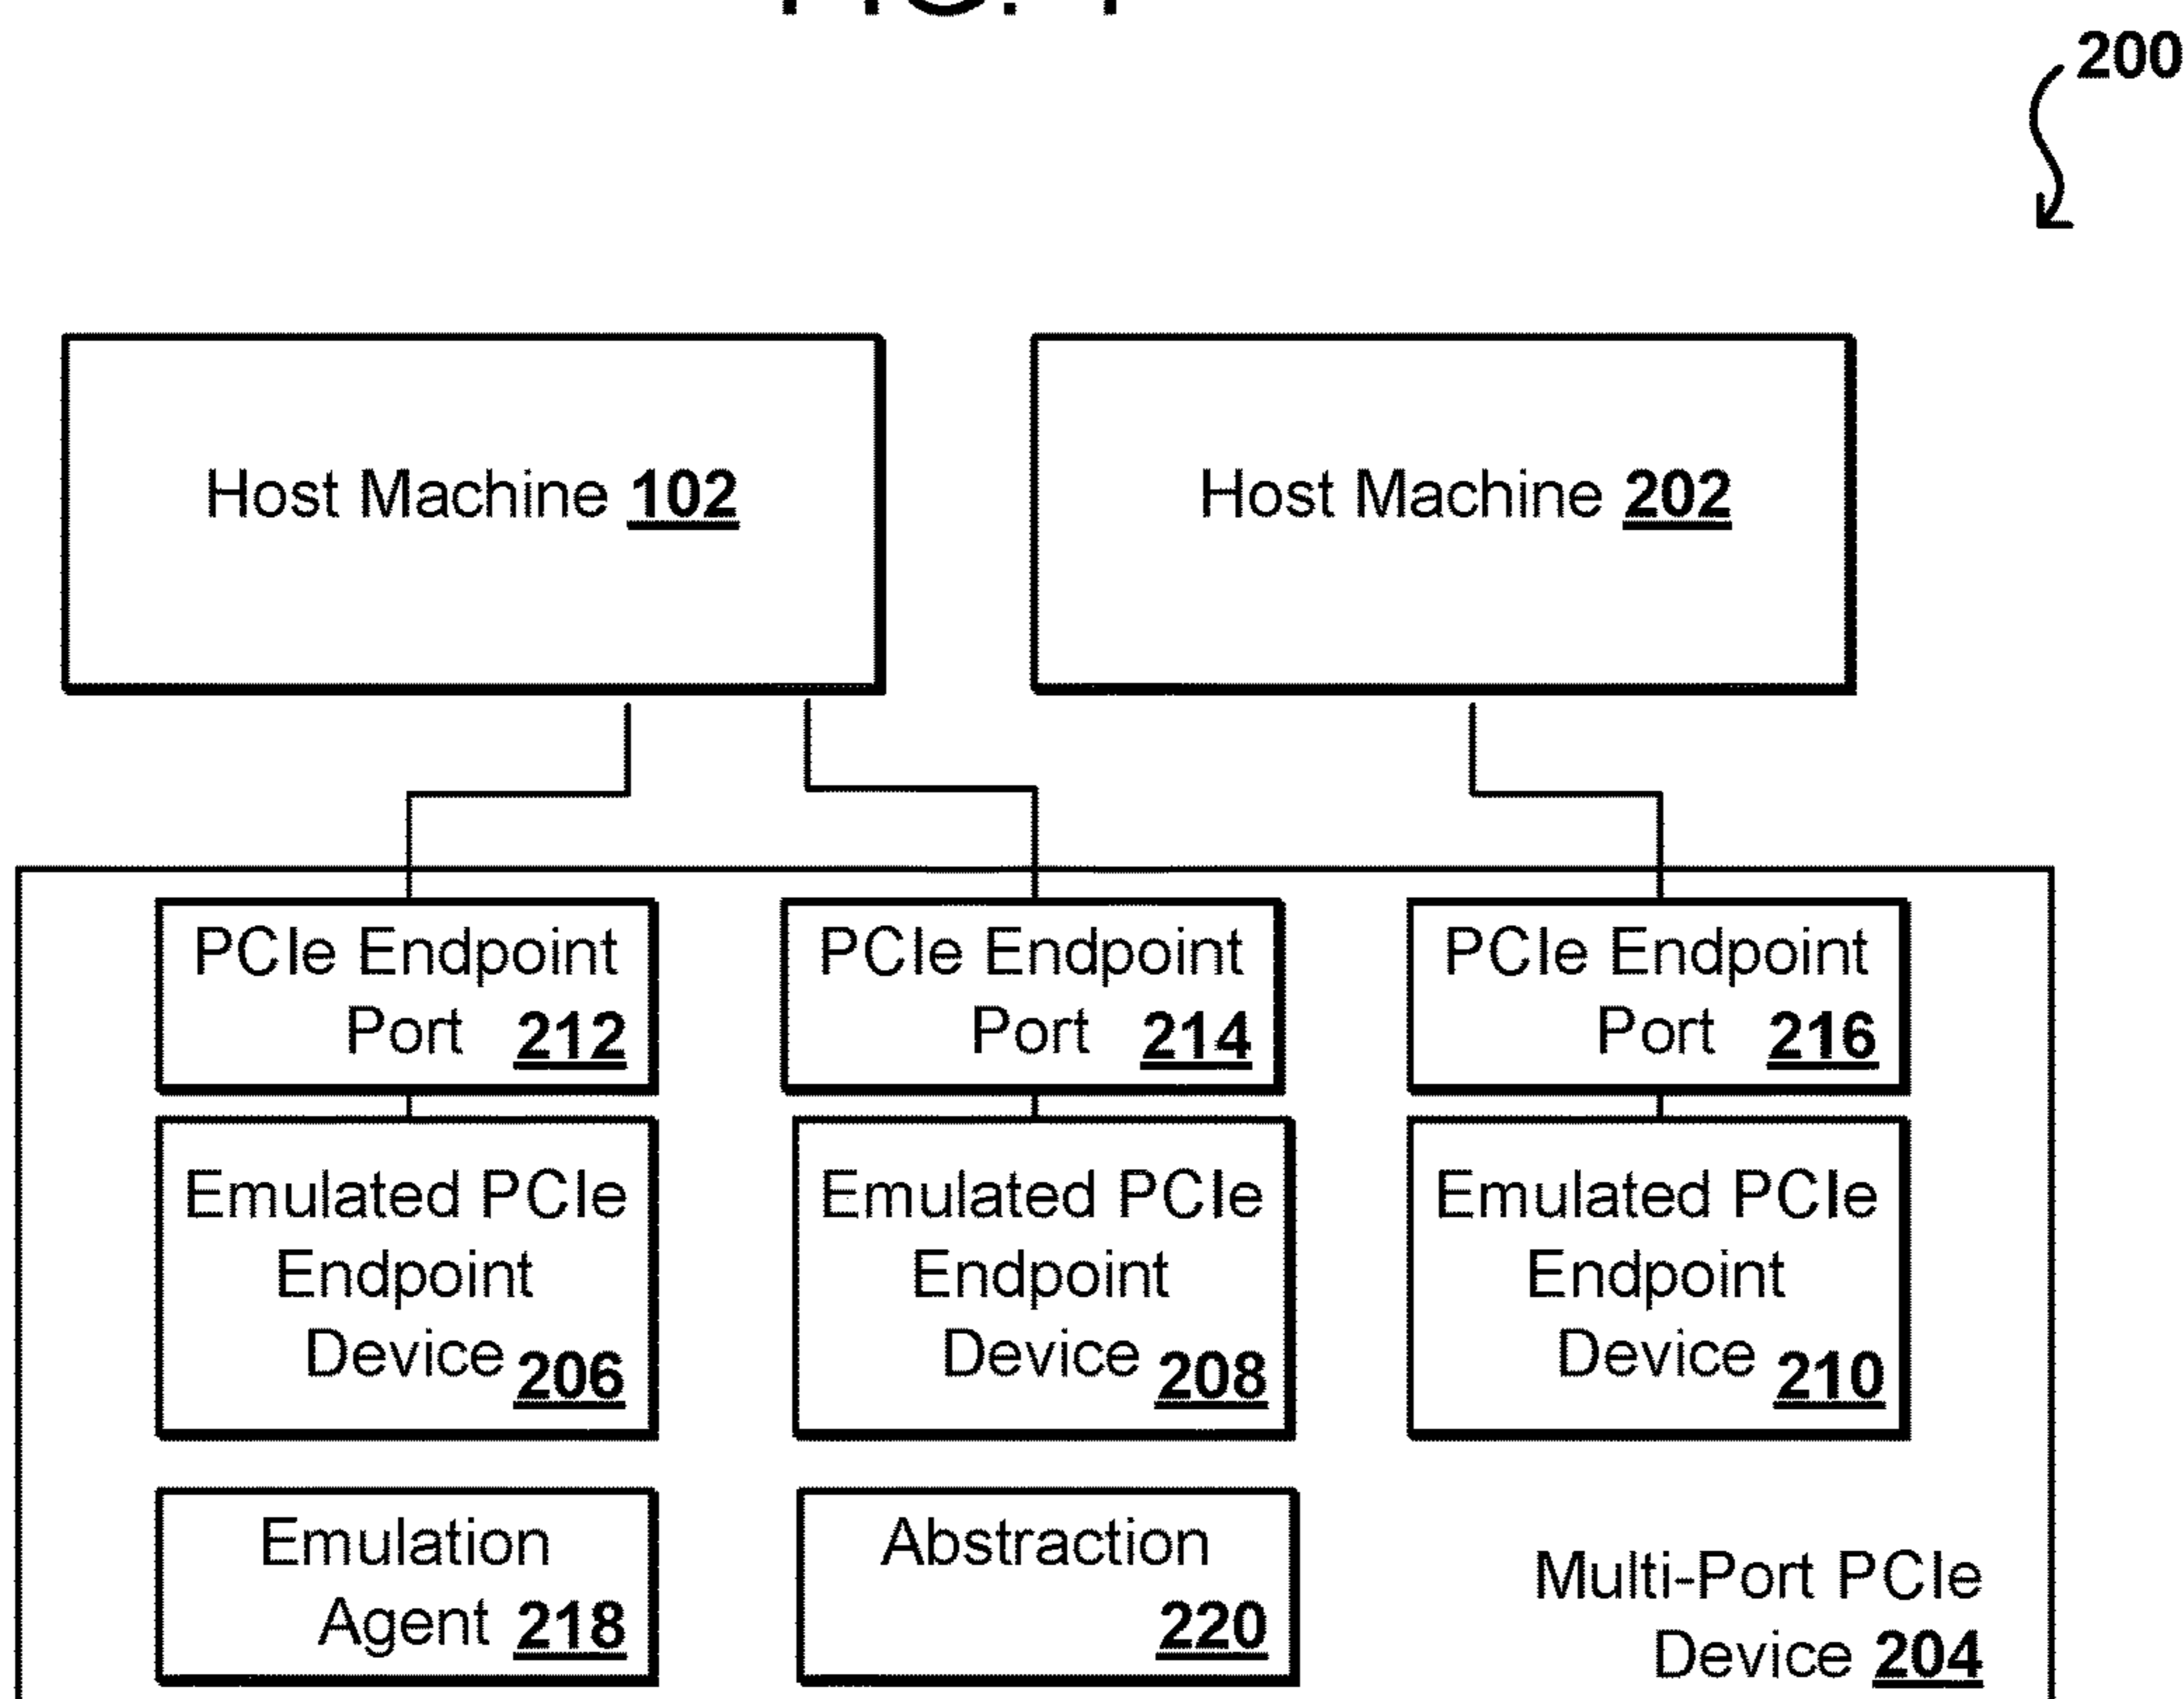 200
Host Machine 102
Host Machine 202
PCIe Endpoint
Port 212
PCIe Endpoint
Port 214
PCIe Endpoint
Port 216
Emulated PCIe
Endpoint
Device 206
Emulated PCIe
Endpoint
Device 208
Emulated PCIe
Endpoint
Device 210
Emulation
Agent 218
Abstraction
220
Multi-Port PCIe
Device 204